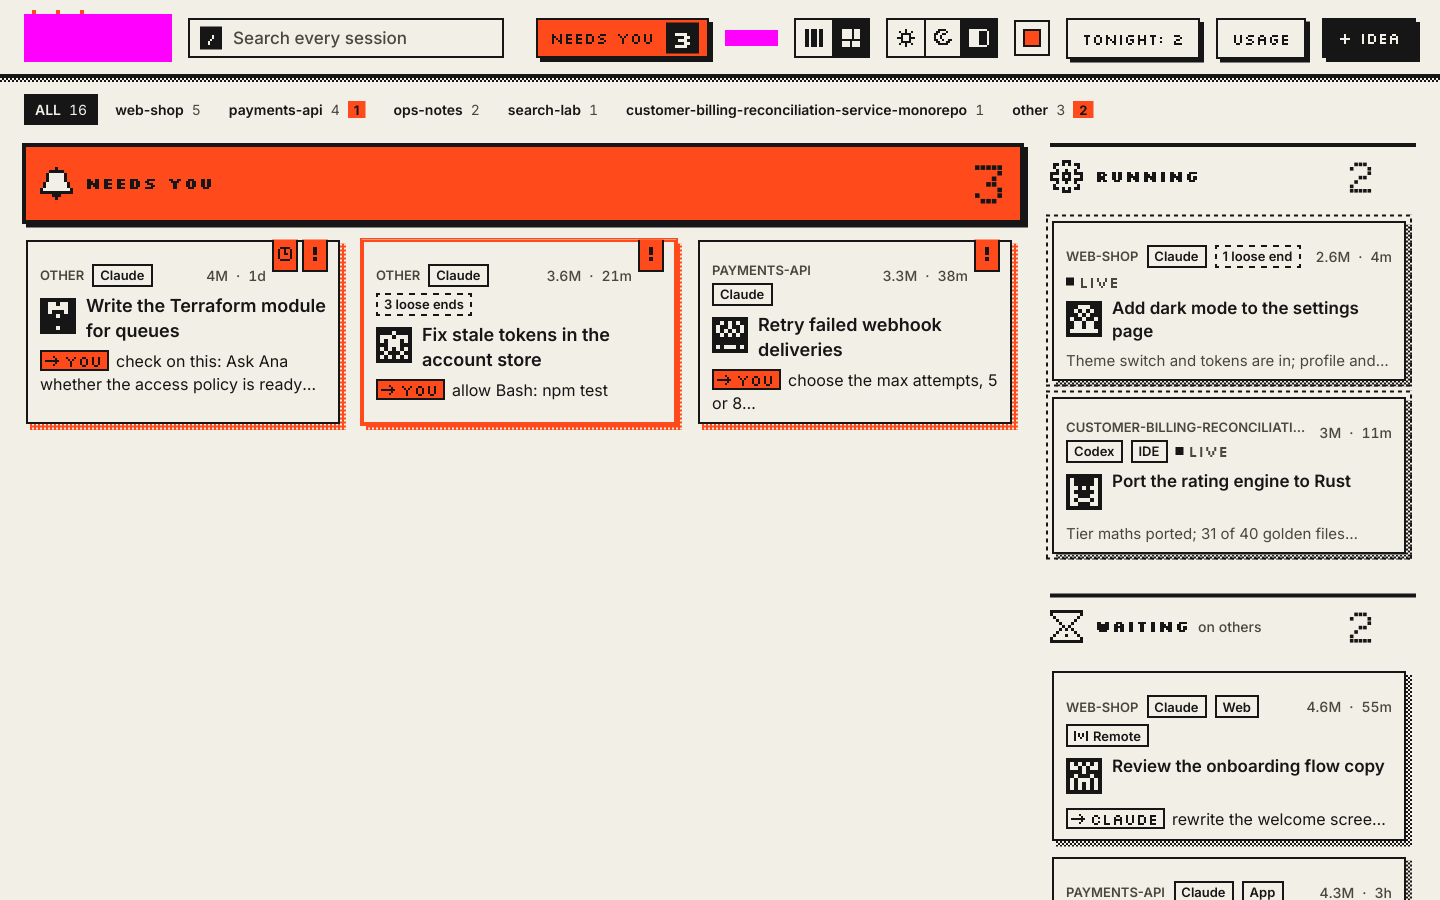 / Search every session
NEEDS YOU 3
TONIGHT: 2
USAGE
+ IDEA
ALL 16
web-shop 5
payments-api 4 1
ops-notes 2
search-lab 1
customer-billing-reconciliation-service-monorepo 1
other 3 2
NEEDS YOU 3
OTHER Claude 4M · 1d !
Write the Terraform module
for queues
→ YOU check on this: Ask Ana
whether the access policy is ready...
OTHER Claude 3.6M · 21m !
3 loose ends
Fix stale tokens in the
account store
→ YOU allow Bash: npm test
PAYMENTS-API 3.3M · 38m !
Claude
Retry failed webhook
deliveries
→ YOU choose the max attempts, 5
or 8...
RUNNING 2
WEB-SHOP Claude 1 loose end 2.6M · 4m
LIVE
Add dark mode to the settings
page
Theme switch and tokens are in; profile and...
CUSTOMER-BILLING-RECONCILIATI... 3M · 11m
Codex IDE LIVE
Port the rating engine to Rust
Tier maths ported; 31 of 40 golden files...
WAITING on others 2
WEB-SHOP Claude Web 4.6M · 55m
Remote
Review the onboarding flow copy
→ CLAUDE rewrite the welcome scree...
PAYMENTS-API Claude App 4.3M · 3h